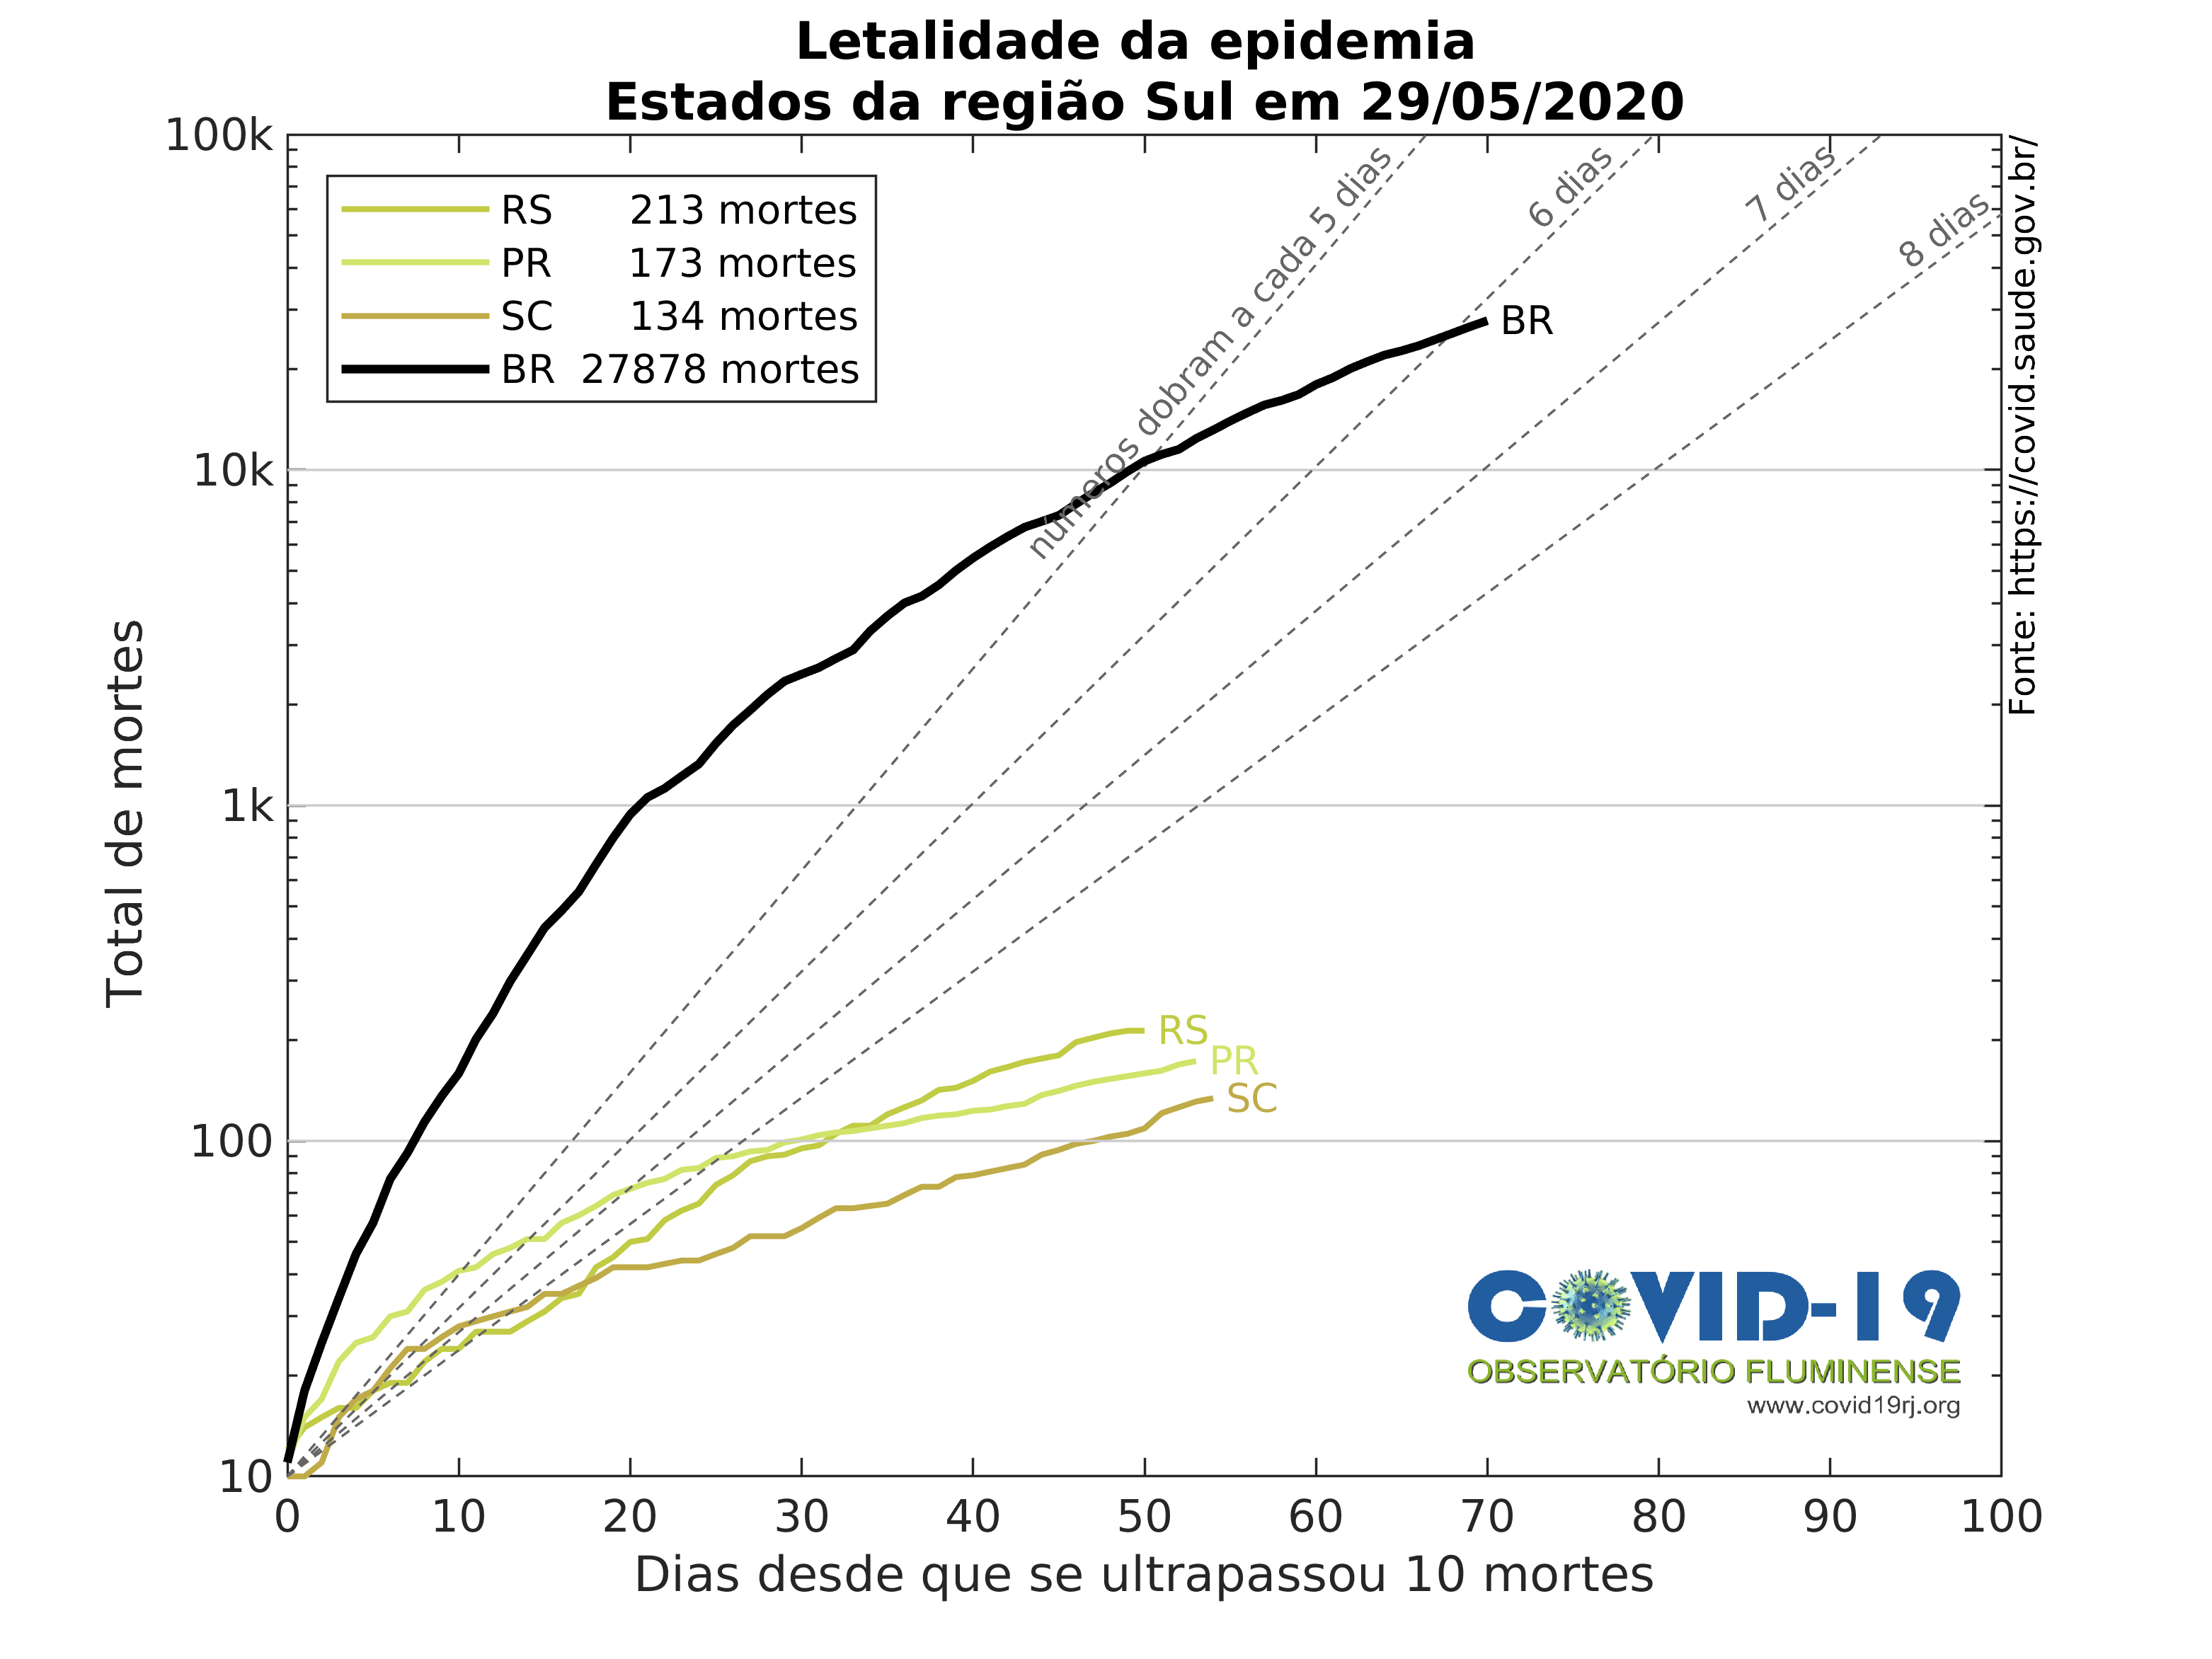 Letalidade da epidemia
Estados da região Sul em 29/05/2020
100k
10k
1k
100
10
Total de mortes
RS 213 mortes
PR 173 mortes
SC 134 mortes
BR 27878 mortes
números dobram a cada 5 dias
6 dias
7 dias
8 dias
BR
RS
PR
SC
Fonte: https://covid.saude.gov.br/
COVID-19
OBSERVATÓRIO FLUMINENSE
www.covid19rj.org
0 10 20 30 40 50 60 70 80 90 100
Dias desde que se ultrapassou 10 mortes